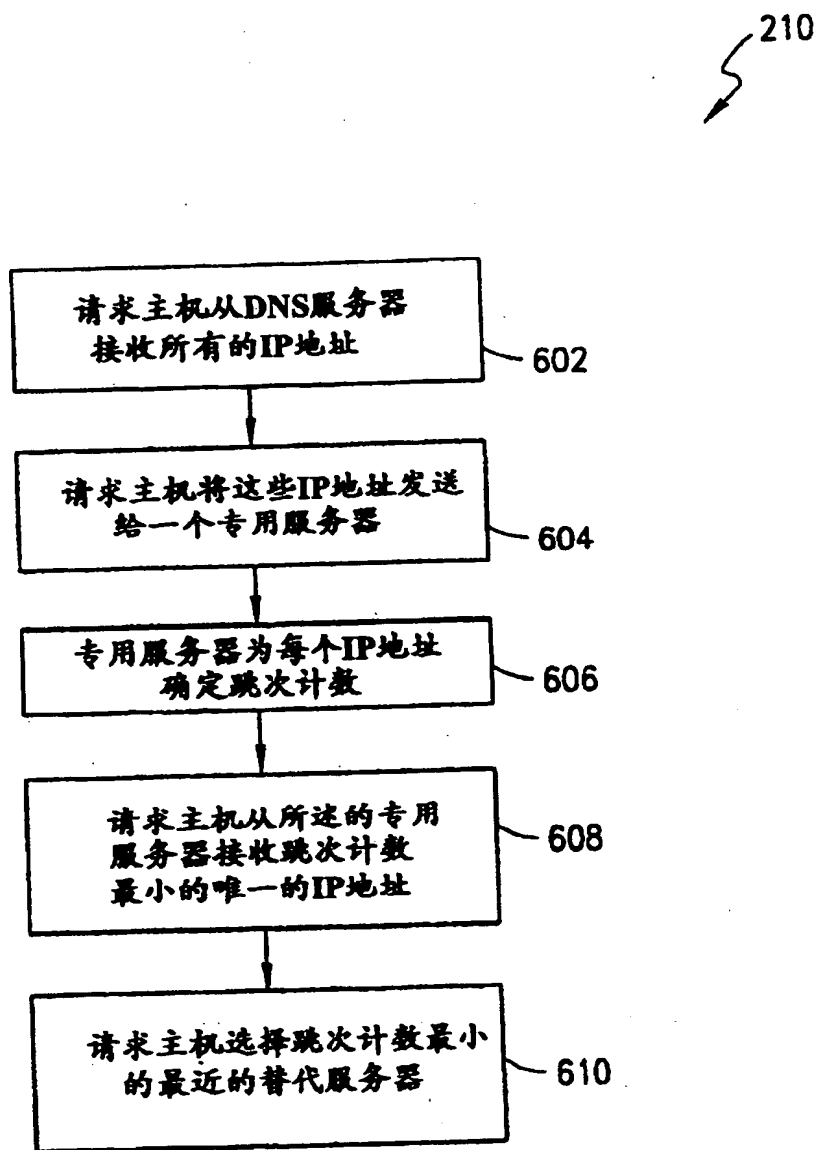 210
请求主机从DNS服务器
接收所有的IP地址
602
请求主机将这些IP地址发送
给一个专用服务器
604
专用服务器为每个IP地址
确定跳次计数
606
请求主机从所述的专用
服务器接收跳次计数
最小的唯一的IP地址
608
请求主机选择跳次计数最小
的最近的替代服务器
610